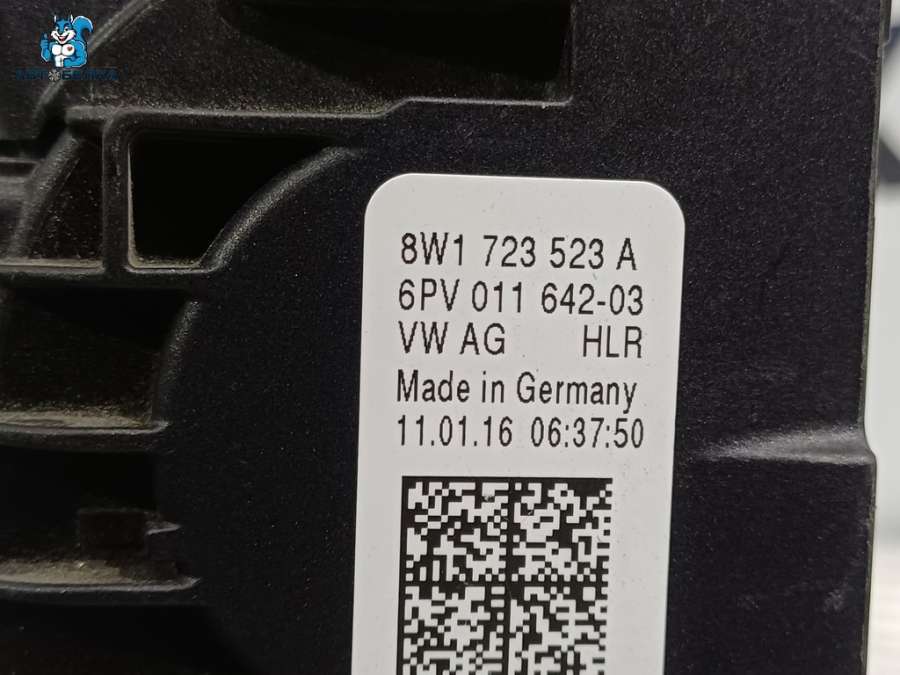 8W1 723 523 A
6PV 011 642-03
VW AG HLR
Made in Germany
11.01.16 06:37:50